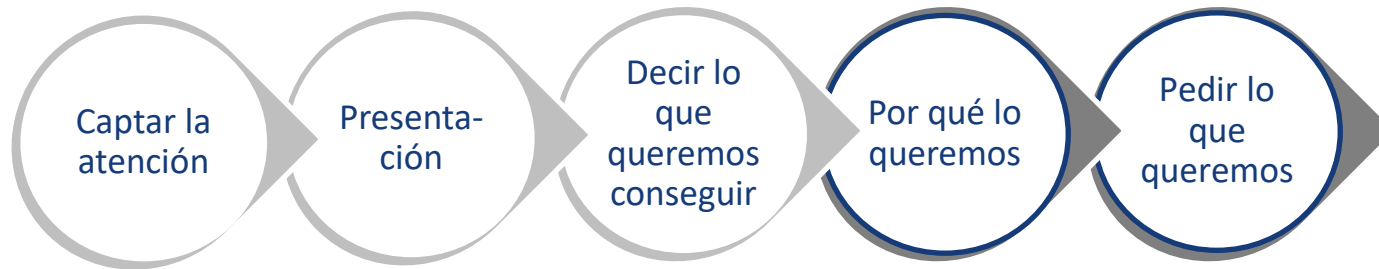 Captar la
atención
Presenta-
ción
Decir lo
que
queremos
conseguir
Por qué lo
queremos
Pedir lo
que
queremos